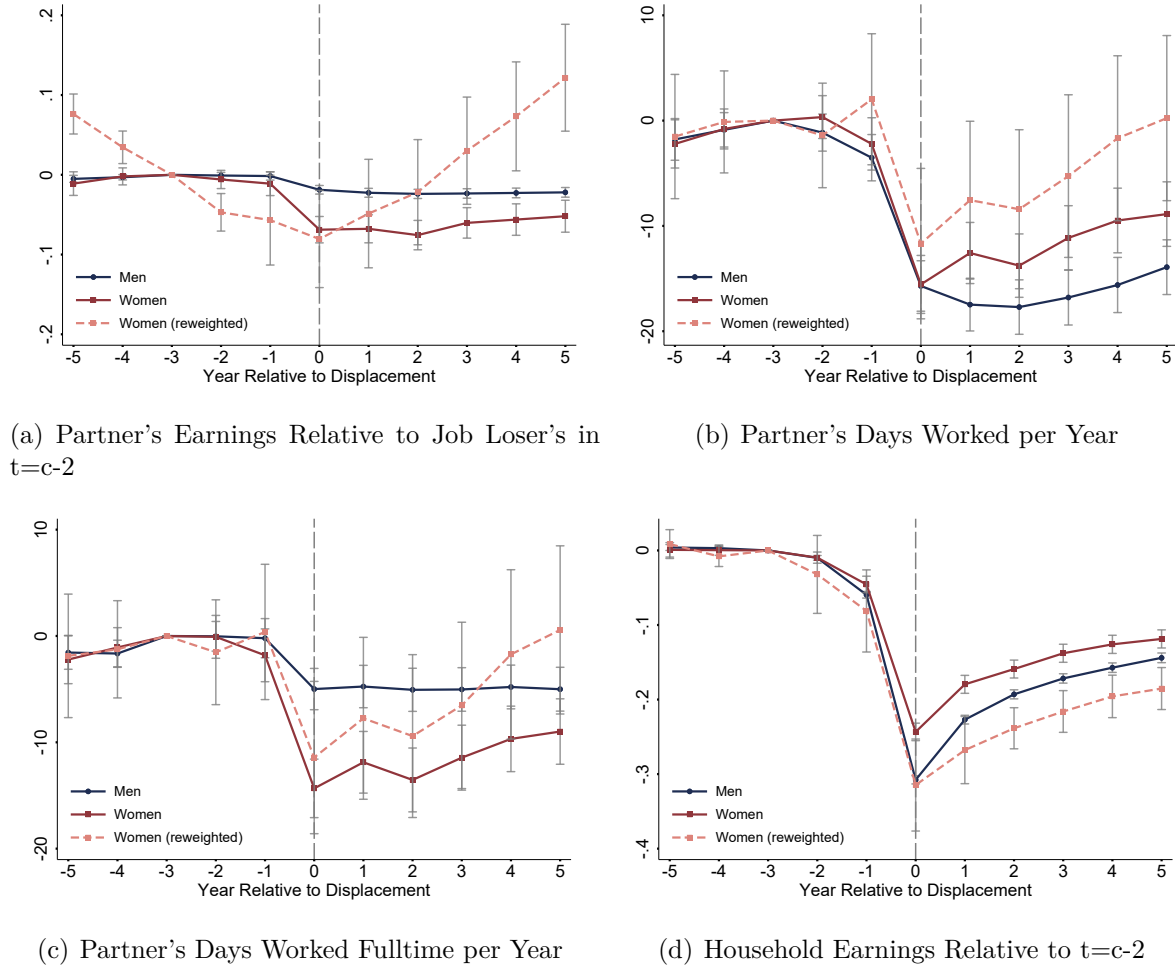 .2
.1
0
-.1
-.2
Men
Women
Women (reweighted)
-5 -4 -3 -2 -1 0 1 2 3 4 5
Year Relative to Displacement
(a) Partner's Earnings Relative to Job Loser's in
t=c-2
10
0
-10
-20
Men
Women
Women (reweighted)
-5 -4 -3 -2 -1 0 1 2 3 4 5
Year Relative to Displacement
(b) Partner's Days Worked per Year
10
0
-10
-20
Men
Women
Women (reweighted)
-5 -4 -3 -2 -1 0 1 2 3 4 5
Year Relative to Displacement
(c) Partner's Days Worked Fulltime per Year
0
-.1
-.2
-.3
-.4
Men
Women
Women (reweighted)
-5 -4 -3 -2 -1 0 1 2 3 4 5
Year Relative to Displacement
(d) Household Earnings Relative to t=c-2